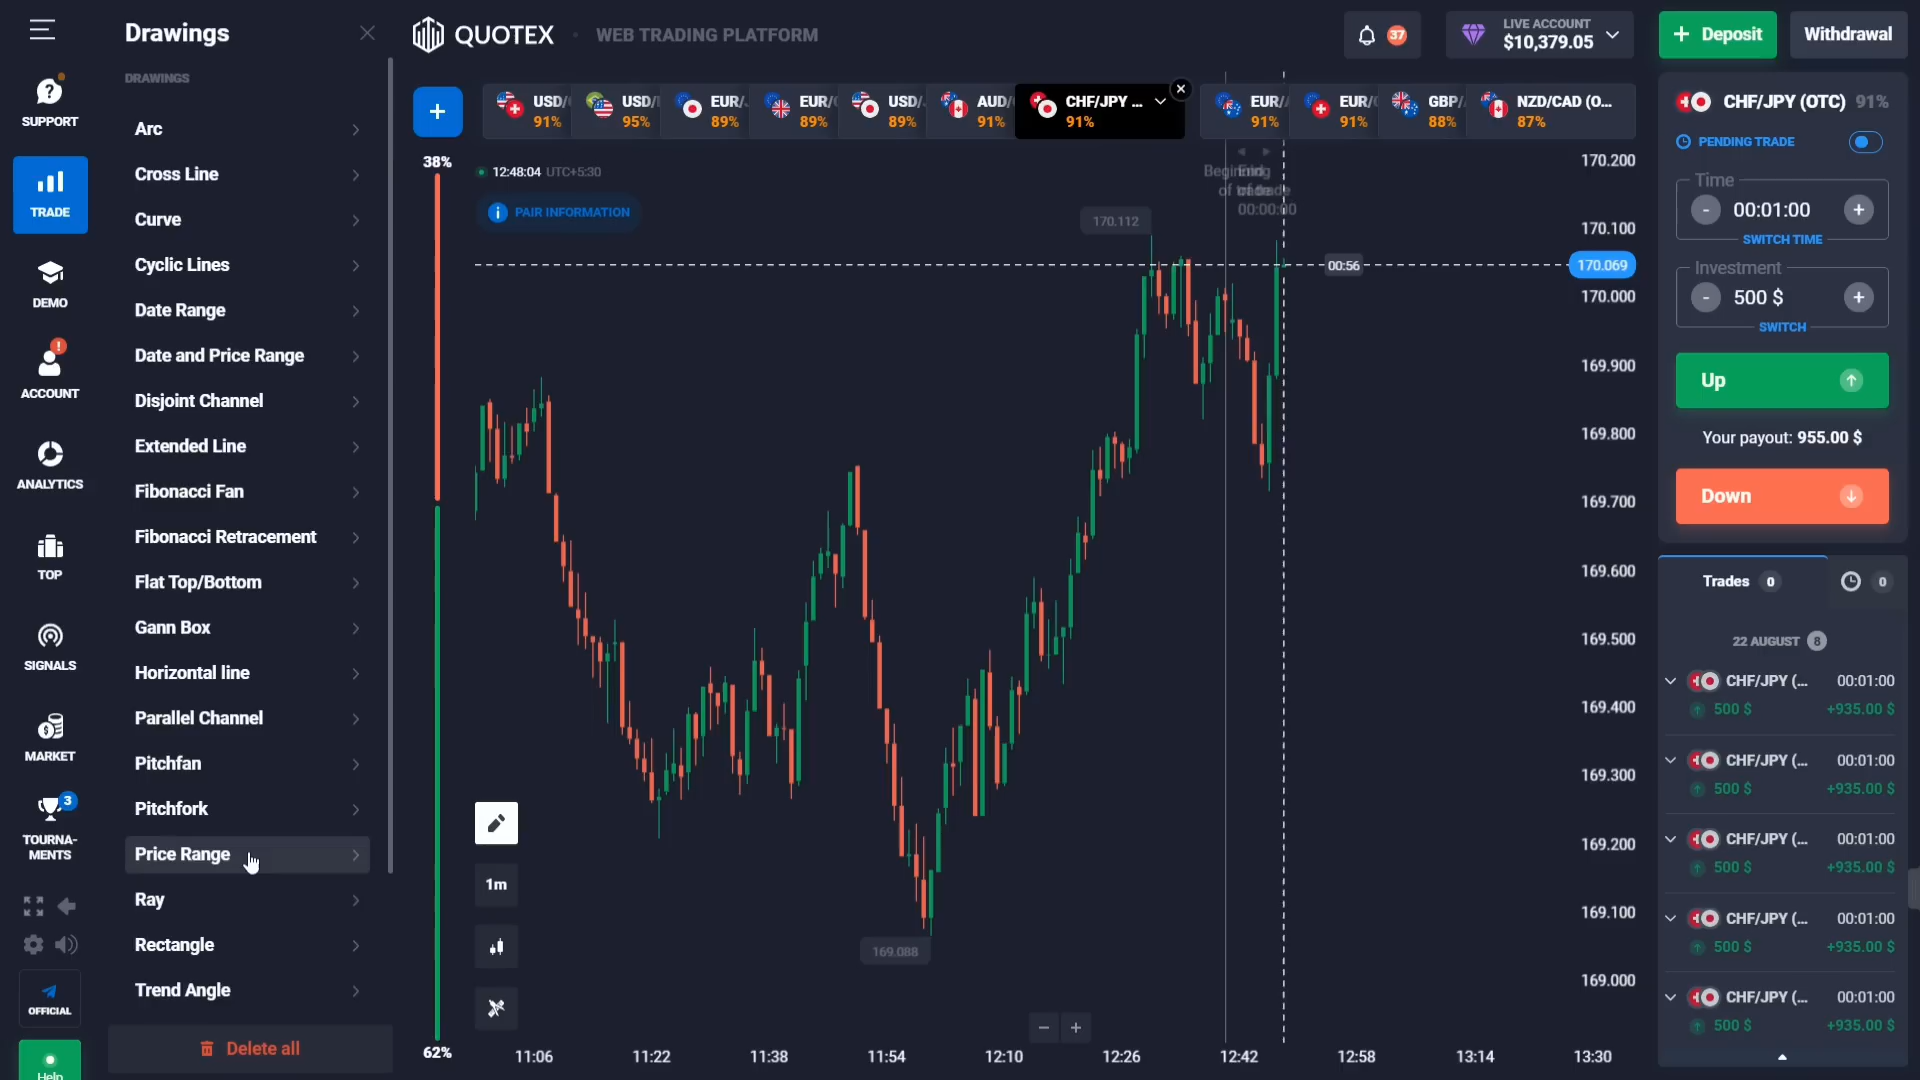 SUPPORT
TRADE
DEMO
ACCOUNT
ANALYTICS
TOP
SIGNALS
MARKET
3
TOURNA-
MENTS
OFFICIAL
Help
Drawings
DRAWINGS
Arc
Cross Line
Curve
Cyclic Lines
Date Range
Date and Price Range
Disjoint Channel
Extended Line
Fibonacci Fan
Fibonacci Retracement
Flat Top/Bottom
Gann Box
Horizontal line
Parallel Channel
Pitchfan
Pitchfork
Price Range
Ray
Rectangle
Trend Angle
Delete all
QUOTEX
WEB TRADING PLATFORM
37
LIVE ACCOUNT
$10,379.05
+ Deposit
Withdrawal
+
USD/
91%
USD/
95%
EUR/
89%
EUR/
89%
USD/
89%
AUD/
91%
CHF/JPY ...
91%
EUR/
91%
EUR/
91%
GBP/
88%
NZD/CAD (O...
87%
38%
62%
12:48:04 UTC+5:30
PAIR INFORMATION
Beginning
of trade
End
of trade
00:00:00
170.112
00:56
170.069
169.088
1m
170.200
170.100
170.000
169.900
169.800
169.700
169.600
169.500
169.400
169.300
169.200
169.100
169.000
11:06
11:22
11:38
11:54
12:10
12:26
12:42
12:58
13:14
13:30
CHF/JPY (OTC) 91%
PENDING TRADE
Time
- 00:01:00 +
SWITCH TIME
Investment
- 500 $ +
SWITCH
Up
Your payout: 955.00 $
Down
Trades 0
0
22 AUGUST 8
CHF/JPY (... 00:01:00
500 $ +935.00 $
CHF/JPY (... 00:01:00
500 $ +935.00 $
CHF/JPY (... 00:01:00
500 $ +935.00 $
CHF/JPY (... 00:01:00
500 $ +935.00 $
CHF/JPY (... 00:01:00
500 $ +935.00 $